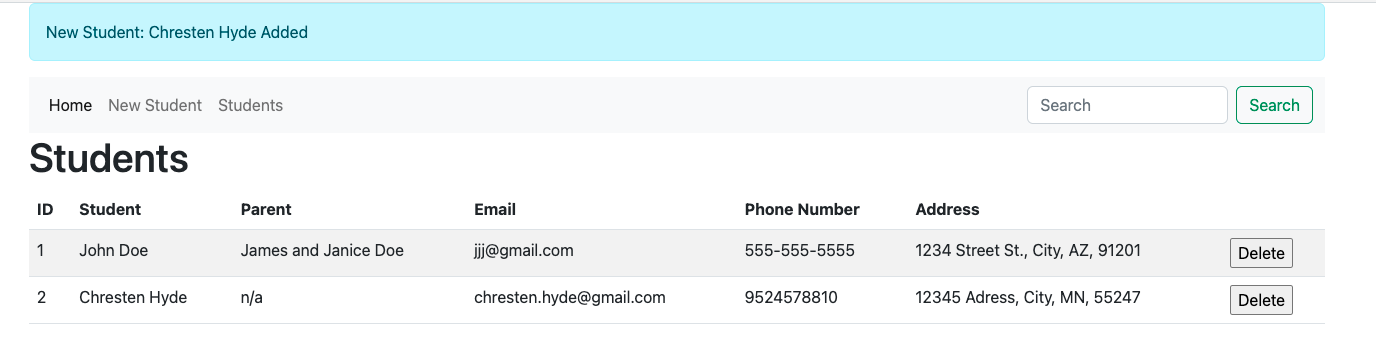 New Student: Chresten Hyde Added
Home New Student Students Search Search
Students
ID Student Parent Email Phone Number Address
1 John Doe James and Janice Doe jjj@gmail.com 555-555-5555 1234 Street St., City, AZ, 91201 Delete
2 Chresten Hyde n/a chresten.hyde@gmail.com 9524578810 12345 Adress, City, MN, 55247 Delete